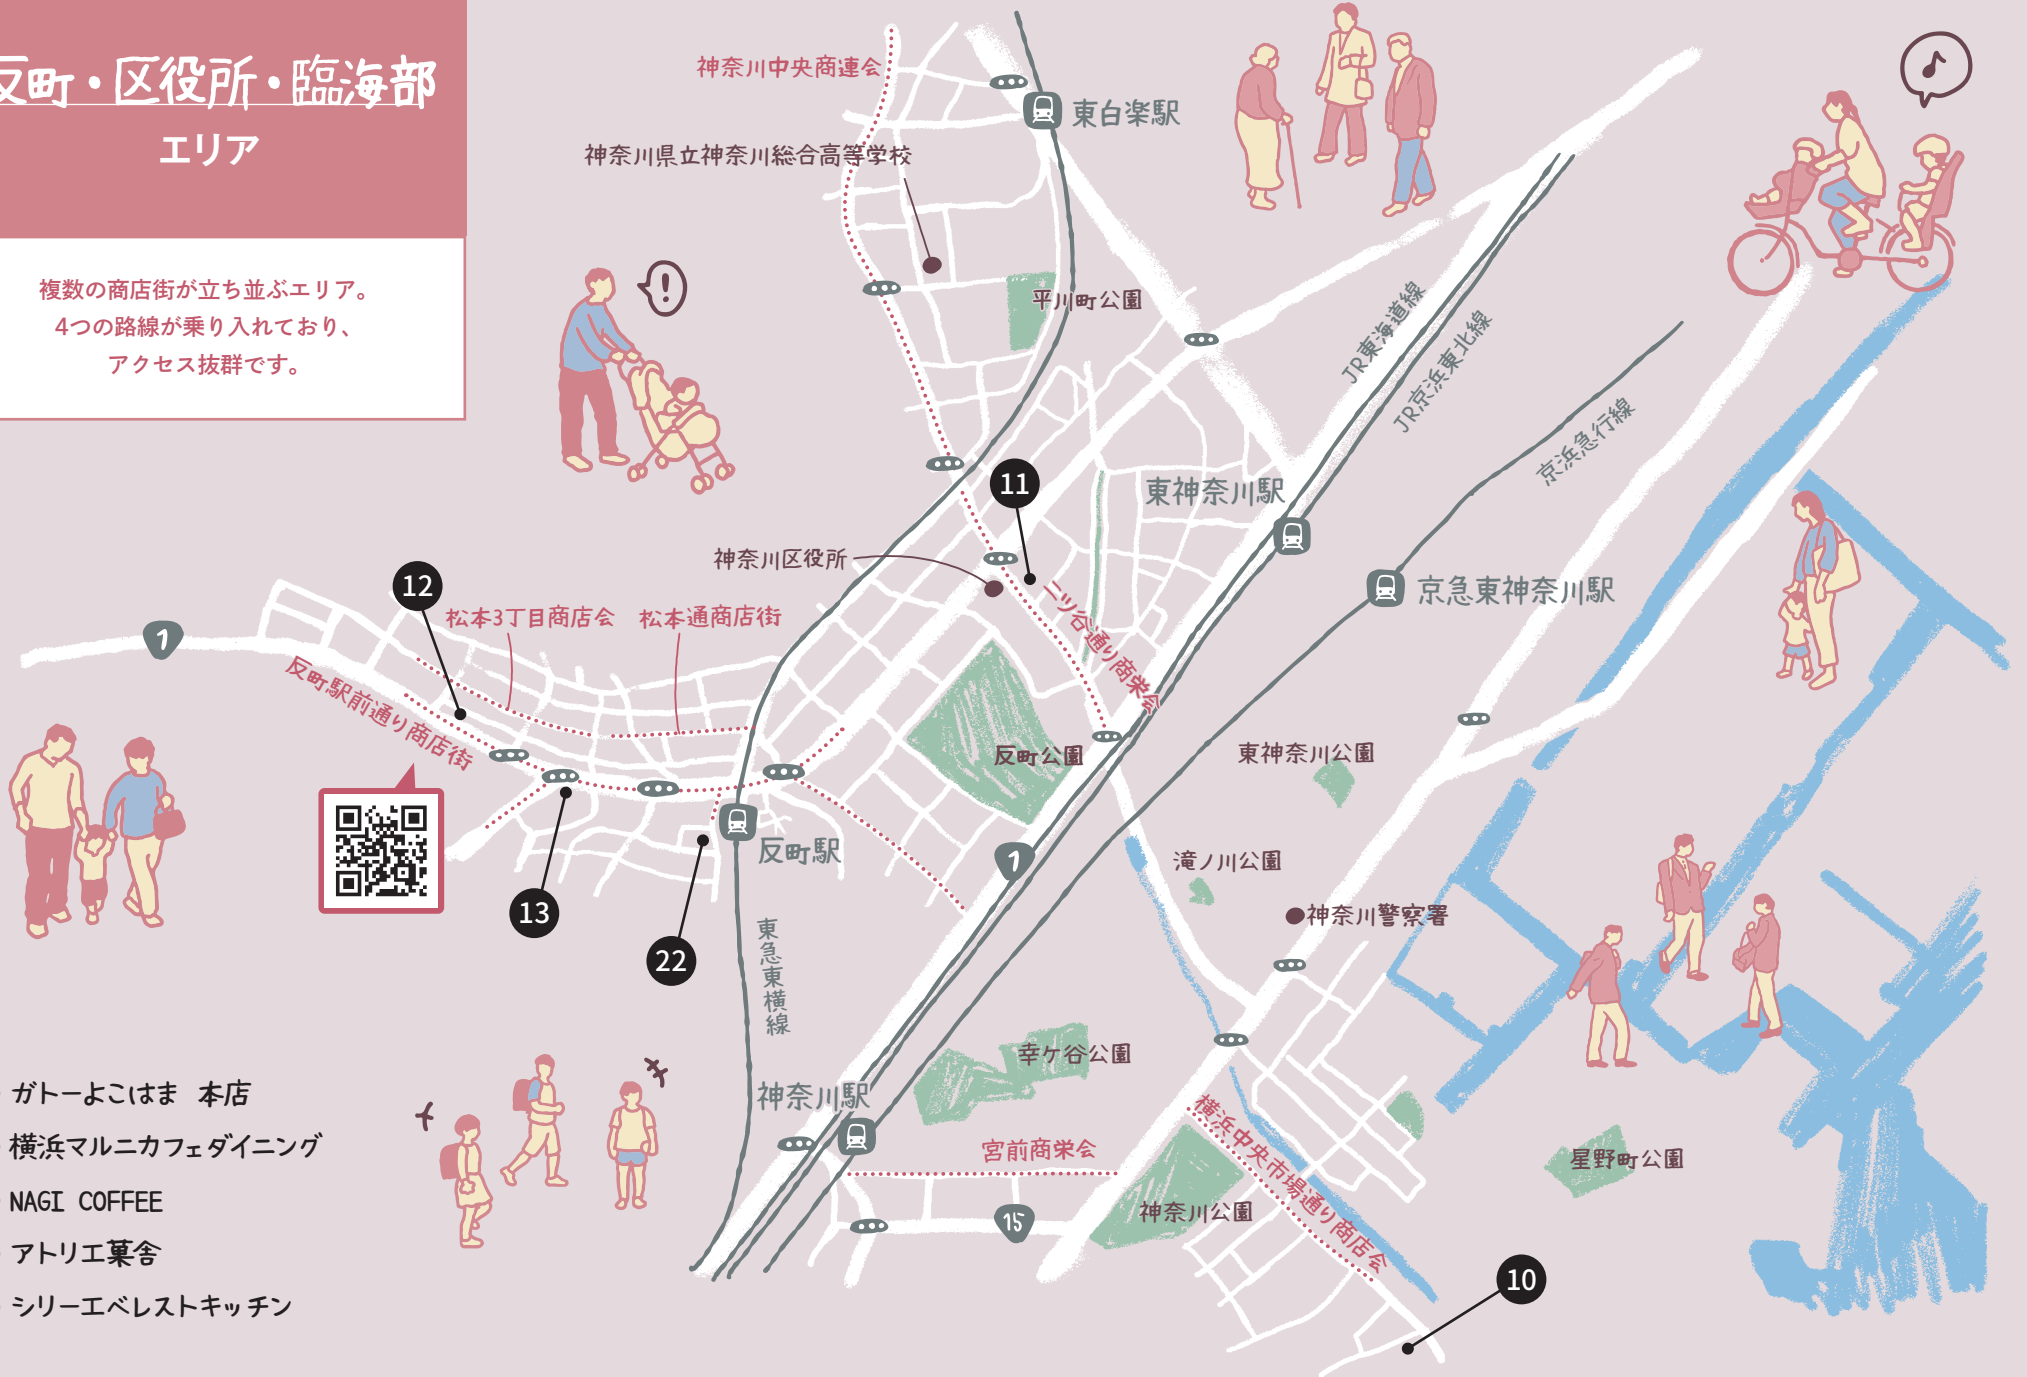 反町・区役所・臨海部
エリア
複数の商店街が立ち並ぶエリア。
4つの路線が乗り入れており、
アクセス抜群です。
神奈川中央商連会
東白楽駅
神奈川県立神奈川総合高等学校
平川町公園
JR東海道線
JR京浜東北線
京浜急行線
11
東神奈川駅
神奈川区役所
12
京急東神奈川駅
二ツ谷通り商栄会
松本3丁目商店会
松本通商店街
1
反町駅前通り商店街
反町公園
東神奈川公園
反町駅
1
滝ノ川公園
13
22
神奈川警察署
東急東横線
幸ケ谷公園
神奈川駅
宮前商栄会
横浜中央市場通り商店会
星野町公園
神奈川公園
15
10
ガトーよこはま 本店
横浜マルニカフェダイニング
NAGI COFFEE
アトリエ菓舎
シリーエベレストキッチン